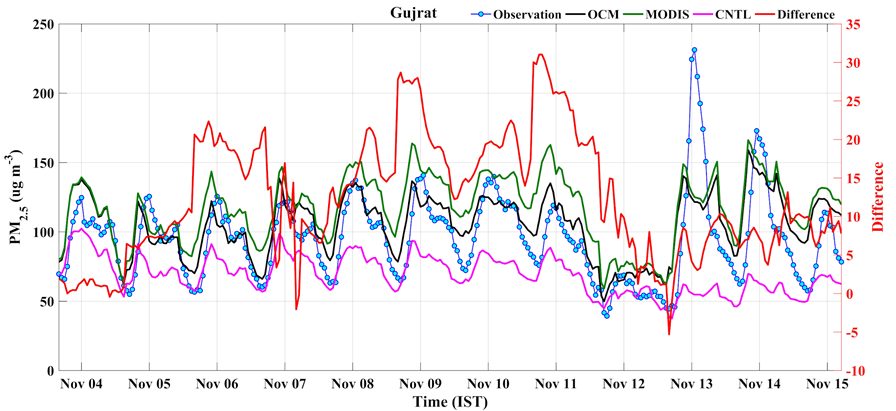 Gujrat
Observation OCM MODIS CNTL Difference
250
200
150
100
50
0
PM2.5 (ug m-3)
35
30
25
20
15
10
5
0
-5
-10
Difference
Nov 04 Nov 05 Nov 06 Nov 07 Nov 08 Nov 09 Nov 10 Nov 11 Nov 12 Nov 13 Nov 14 Nov 15
Time (IST)